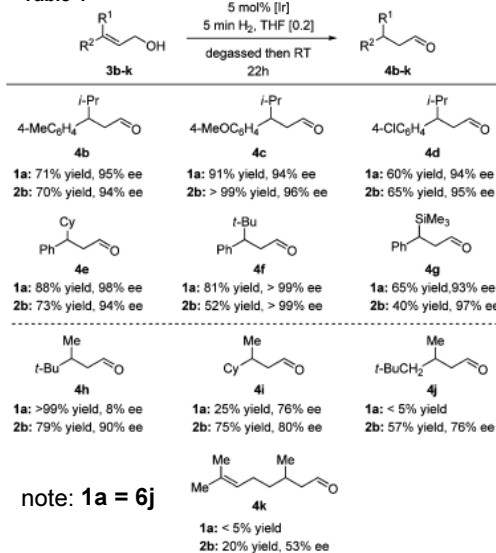 R¹ R² OH
3b-k
5 mol% [Ir]
5 min H₂, THF [0.2]
degassed then RT
22h
R¹ R² O
4b-k
i-Pr
4-MeC₆H₄ O
4b
1a: 71% yield, 95% ee
2b: 70% yield, 94% ee
i-Pr
4-MeOC₆H₄ O
4c
1a: 91% yield, 94% ee
2b: > 99% yield, 96% ee
i-Pr
4-ClC₆H₄ O
4d
1a: 60% yield, 94% ee
2b: 65% yield, 95% ee
Cy
Ph O
4e
1a: 88% yield, 98% ee
2b: 73% yield, 94% ee
t-Bu
Ph O
4f
1a: 81% yield, > 99% ee
2b: 52% yield, > 99% ee
SiMe₃
Ph O
4g
1a: 65% yield,93% ee
2b: 40% yield, 97% ee
Me
t-Bu O
4h
1a: >99% yield, 8% ee
2b: 79% yield, 90% ee
Me
Cy O
4i
1a: 25% yield, 76% ee
2b: 75% yield, 80% ee
Me
t-BuCH₂ O
4j
1a: < 5% yield
2b: 57% yield, 76% ee
note: 1a = 6j
Me Me
Me O
4k
1a: < 5% yield
2b: 20% yield, 53% ee